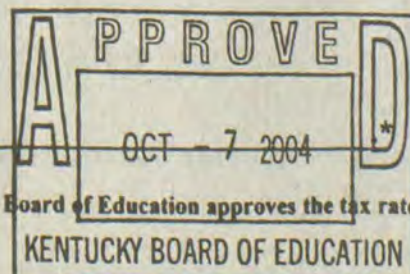 APPROVED
OCT - 7 2004
*
Board of Education approves the tax rate
KENTUCKY BOARD OF EDUCATION